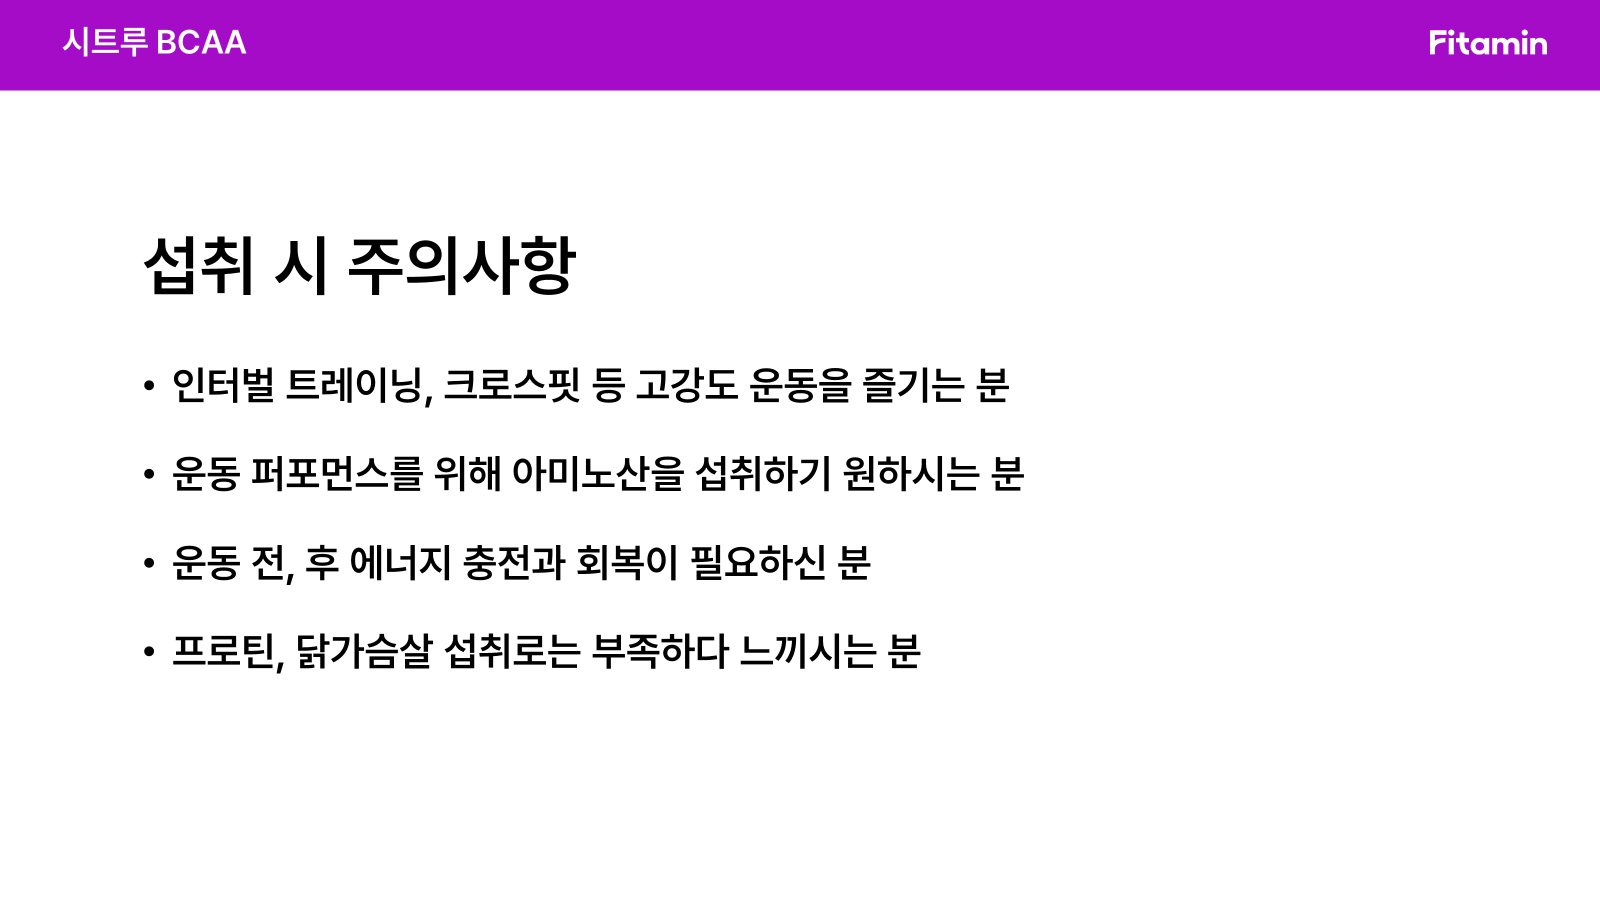 시트루 BCAA
Fitamin
섭취 시 주의사항
• 인터벌 트레이닝, 크로스핏 등 고강도 운동을 즐기는 분
• 운동 퍼포먼스를 위해 아미노산을 섭취하기 원하시는 분
• 운동 전, 후 에너지 충전과 회복이 필요하신 분
• 프로틴, 닭가슴살 섭취로는 부족하다 느끼시는 분